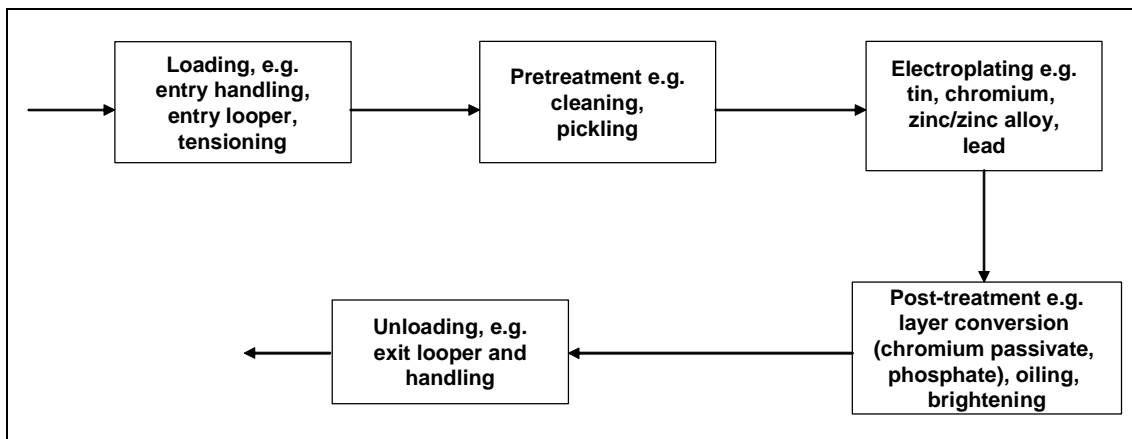 Loading, e.g.
entry handling,
entry looper,
tensioning
Pretreatment e.g.
cleaning,
pickling
Electroplating e.g.
tin, chromium,
zinc/zinc alloy,
lead
Post-treatment e.g.
layer conversion
(chromium passivate,
phosphate), oiling,
brightening
Unloading, e.g.
exit looper and
handling